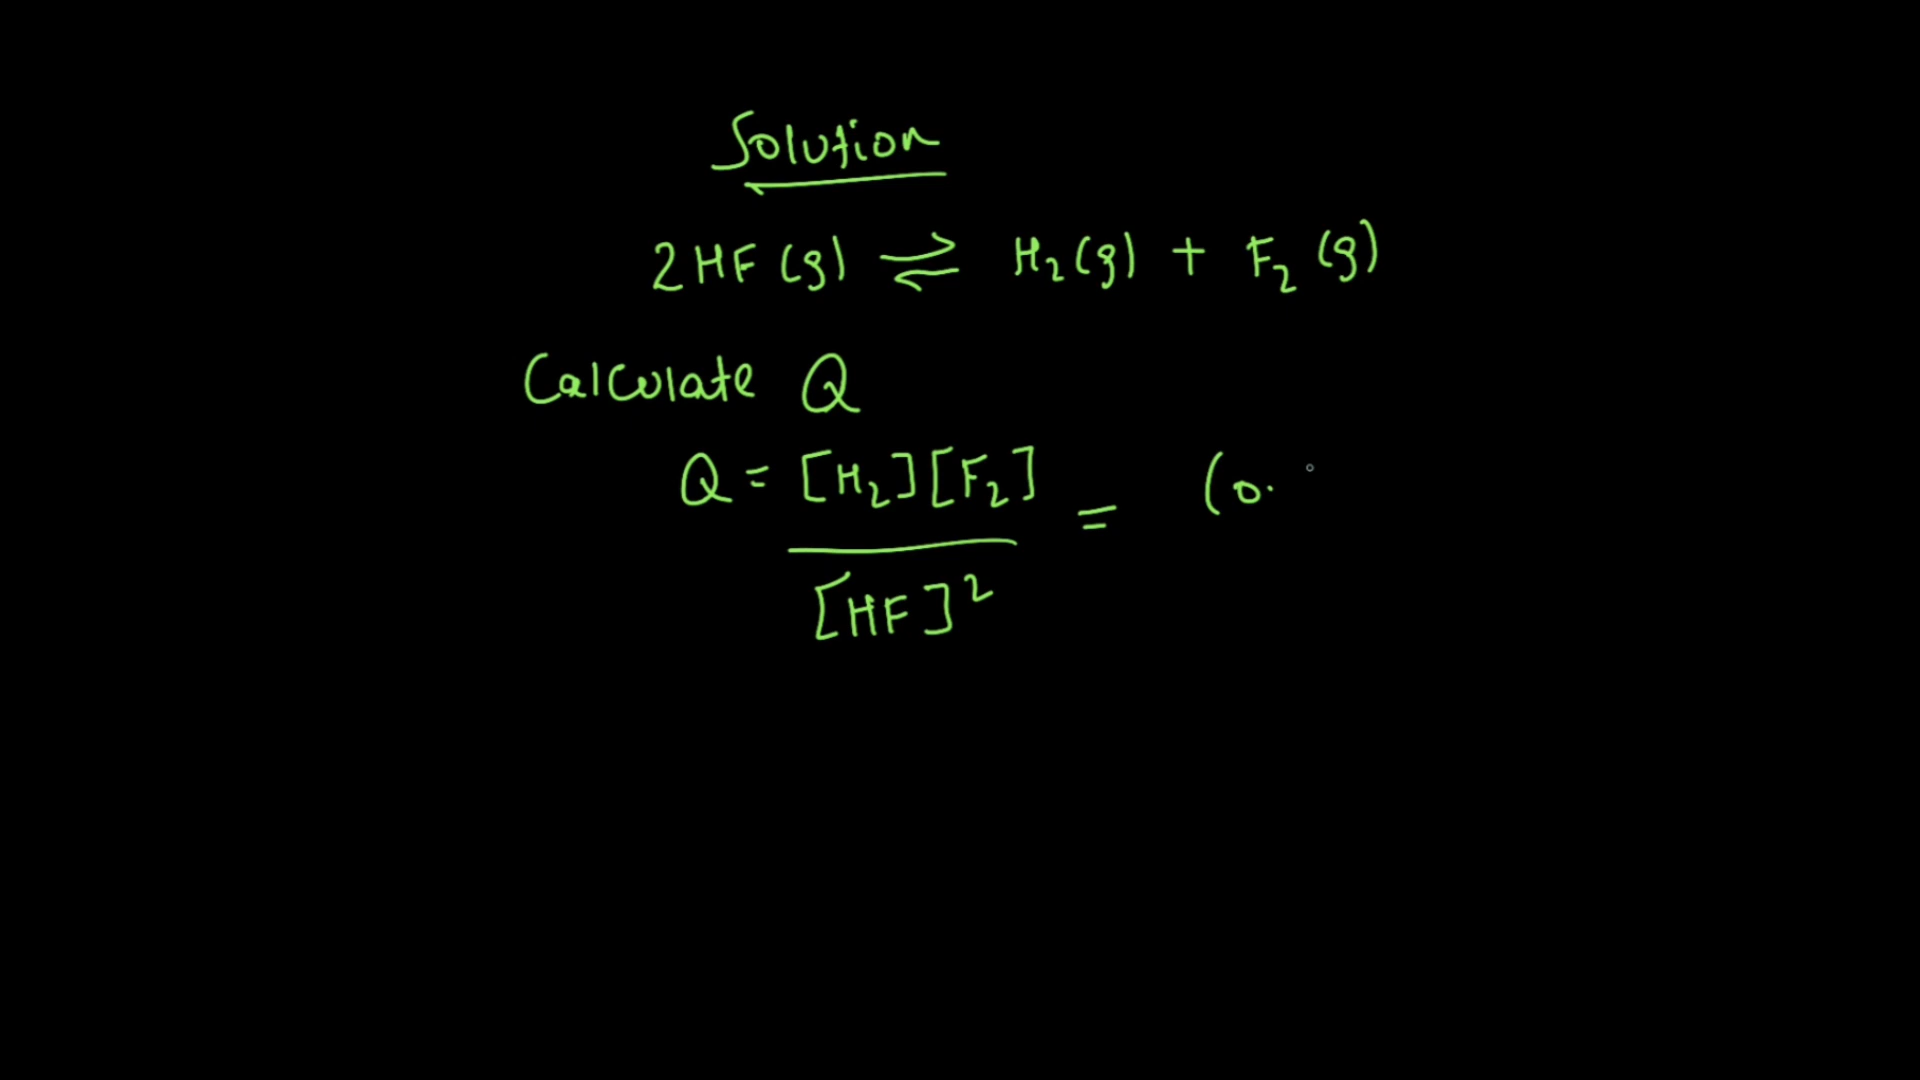 Solution
2HF(g) ⇌ H₂(g) + F₂(g)
Calculate Q
Q = [H₂][F₂] = (0.
[HF]²